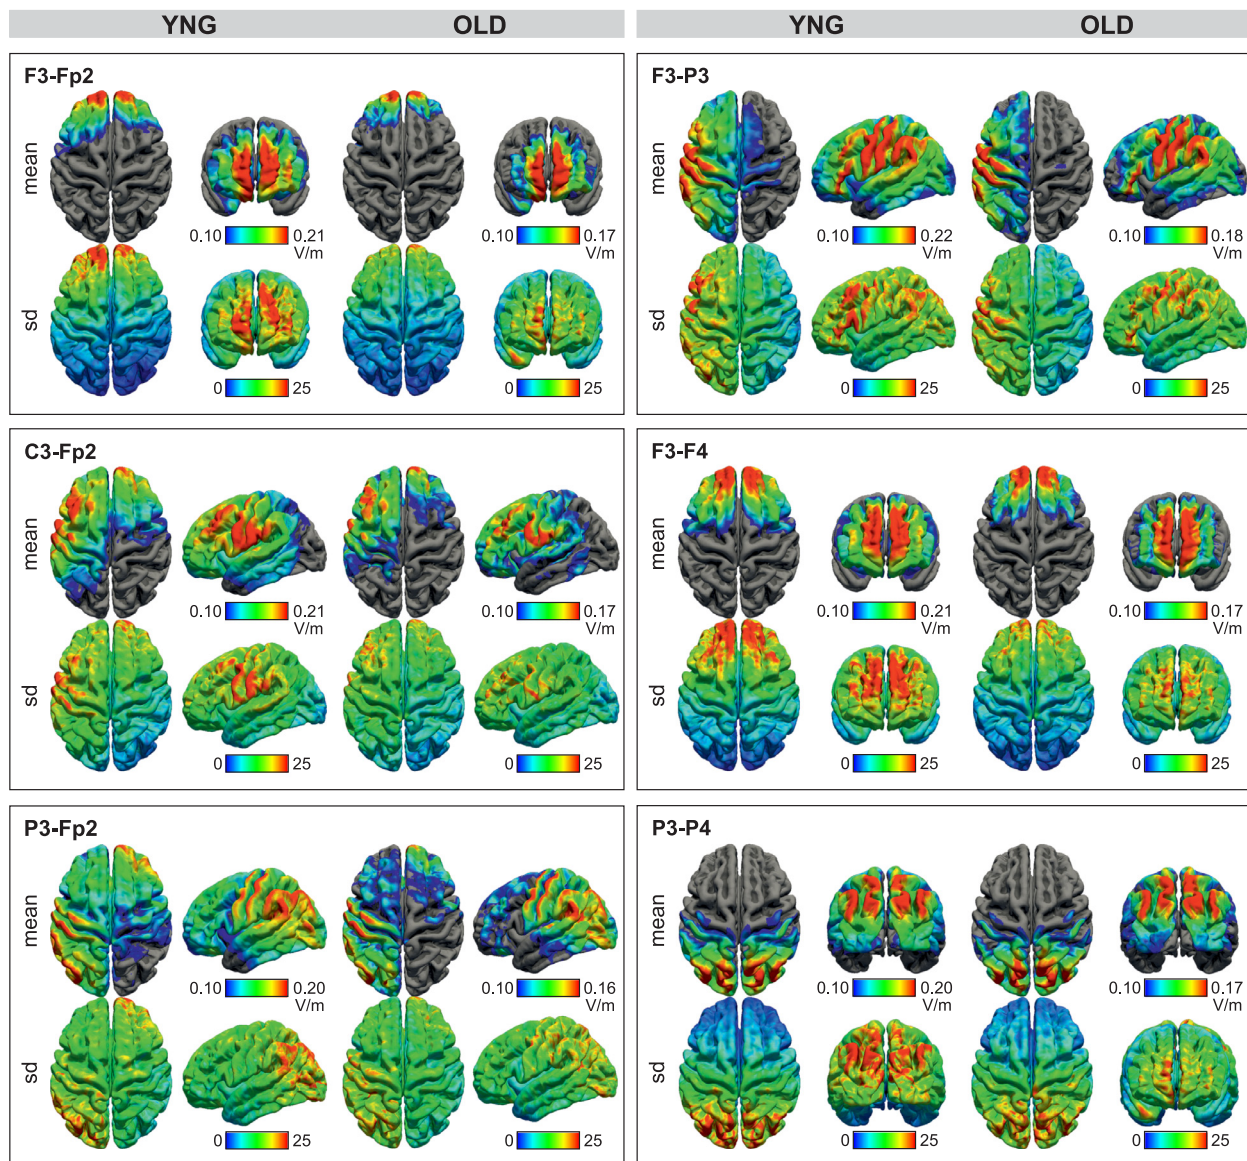 YNG OLD YNG OLD
F3-Fp2
mean
0.10 0.21
V/m
0.10 0.17
V/m
sd
0 25
0 25
F3-P3
mean
0.10 0.22
V/m
0.10 0.18
V/m
sd
0 25
0 25
C3-Fp2
mean
0.10 0.21
V/m
0.10 0.17
V/m
sd
0 25
0 25
F3-F4
mean
0.10 0.21
V/m
0.10 0.17
V/m
sd
0 25
0 25
P3-Fp2
mean
0.10 0.20
V/m
0.10 0.16
V/m
sd
0 25
0 25
P3-P4
mean
0.10 0.20
V/m
0.10 0.17
V/m
sd
0 25
0 25